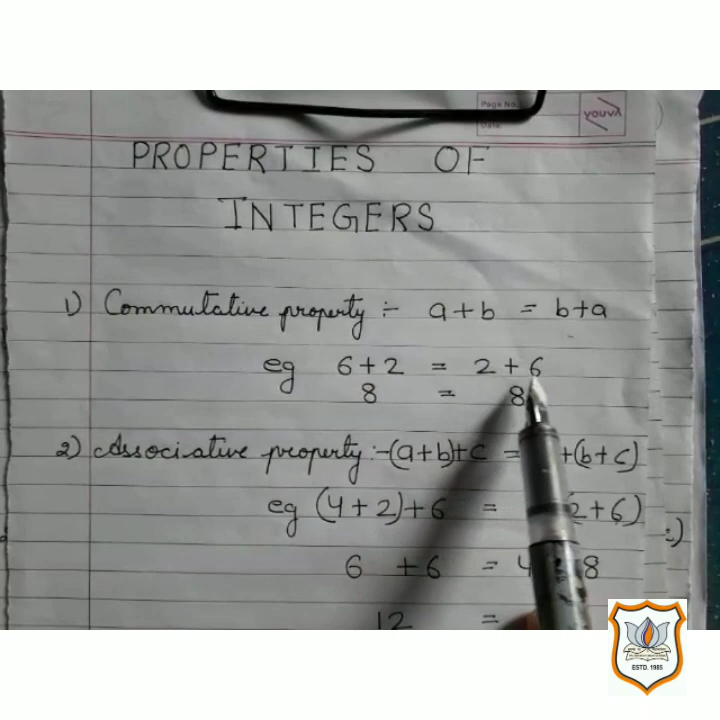 Page No.
Date
youva
PROPERTIES OF
INTEGERS
1) Commutative property :- a+b = b+a
eg 6+2 = 2+6
8 = 8
2) Associative property :- (a+b)+c = +(b+c)
eg (4+2)+6 = 2+6)
6 +6 = 4 8
12 =
ESTD. 1985